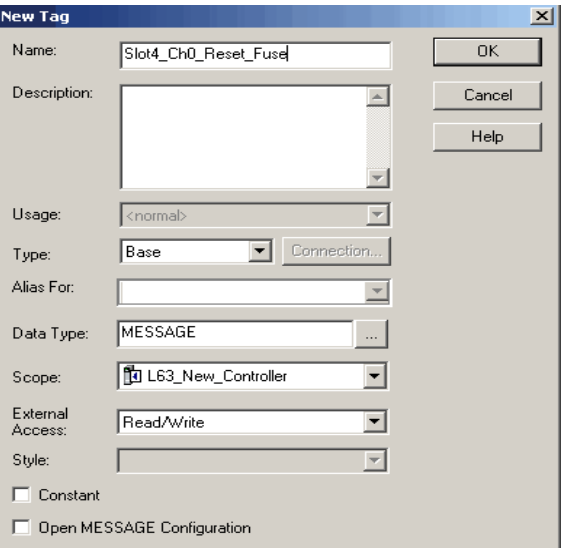 New Tag
Name: Slot4_Ch0_Reset_Fuse OK
Description: Cancel
Help
Usage: <normal>
Type: Base Connection...
Alias For:
Data Type: MESSAGE ...
Scope: L63_New_Controller
External
Access: Read/Write
Style:
Constant
Open MESSAGE Configuration